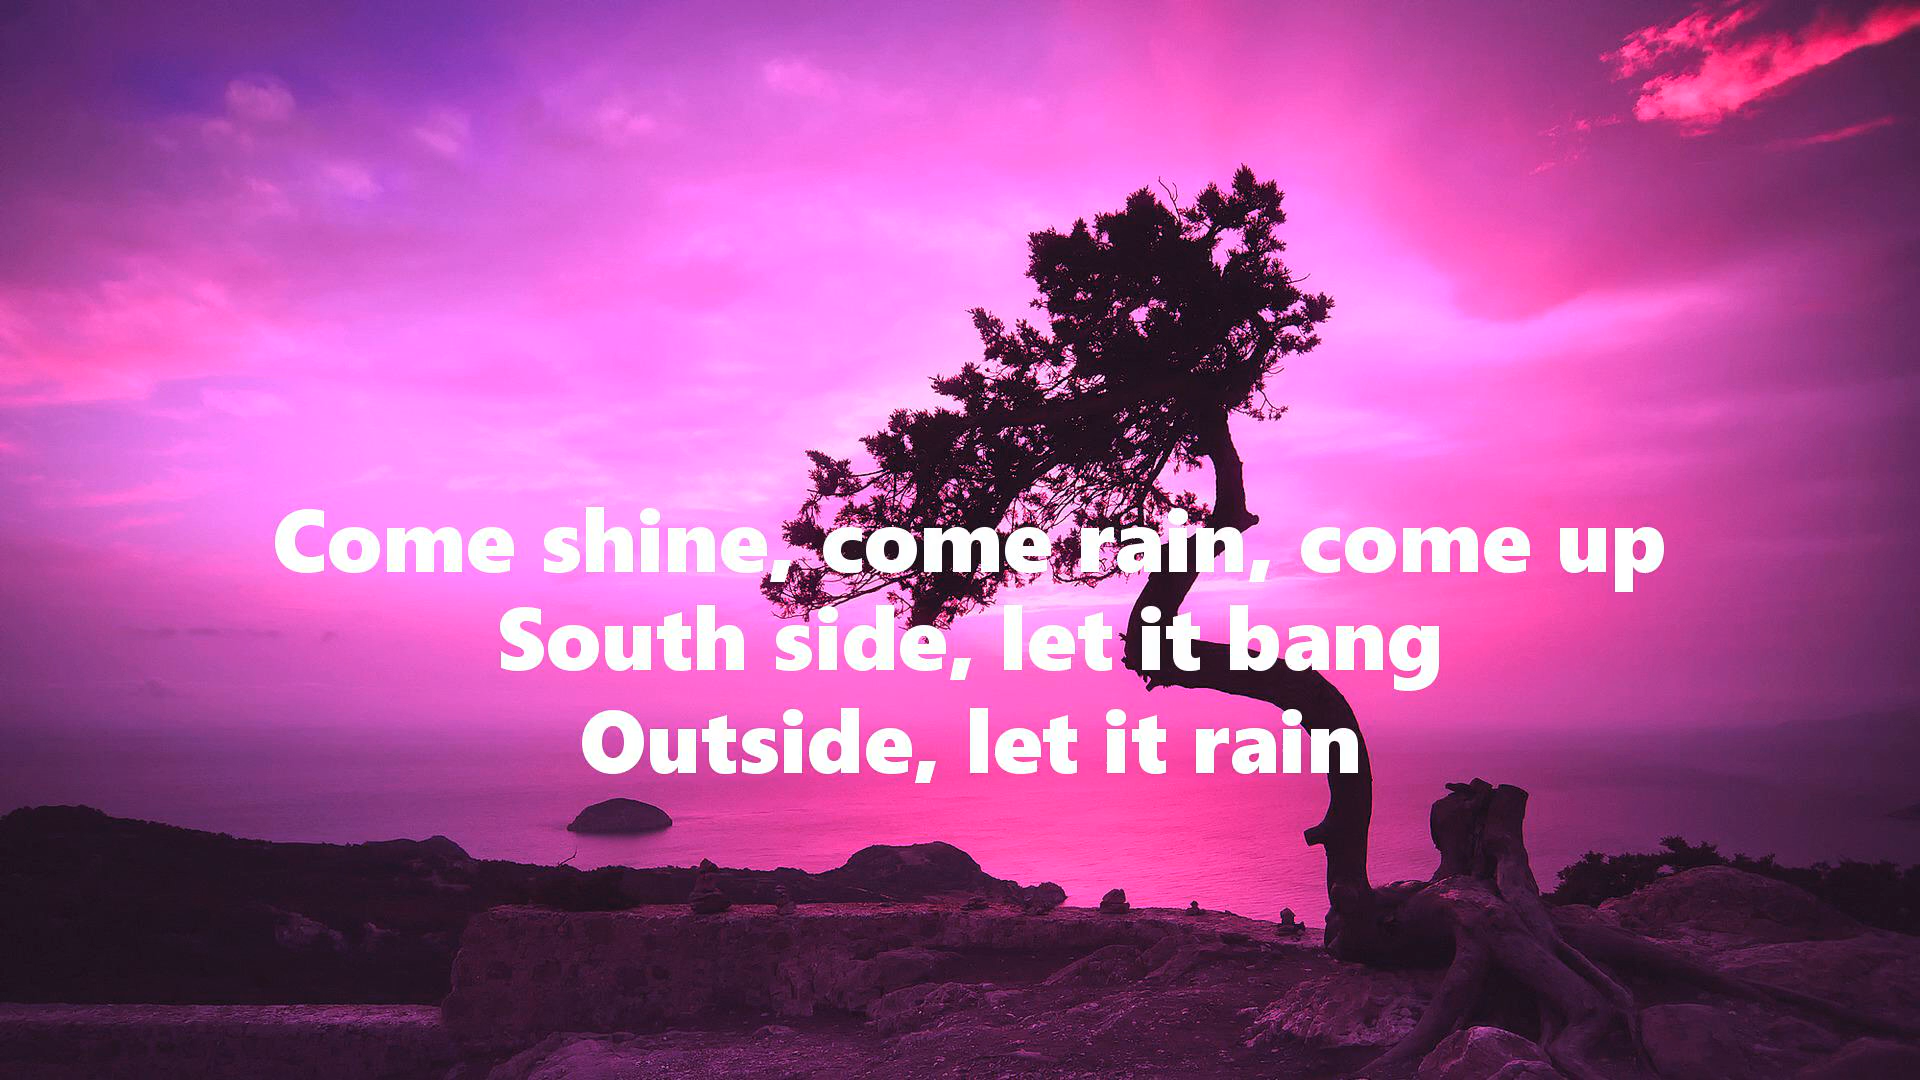 Come shine, come rain, come up
South side, let it bang
Outside, let it rain